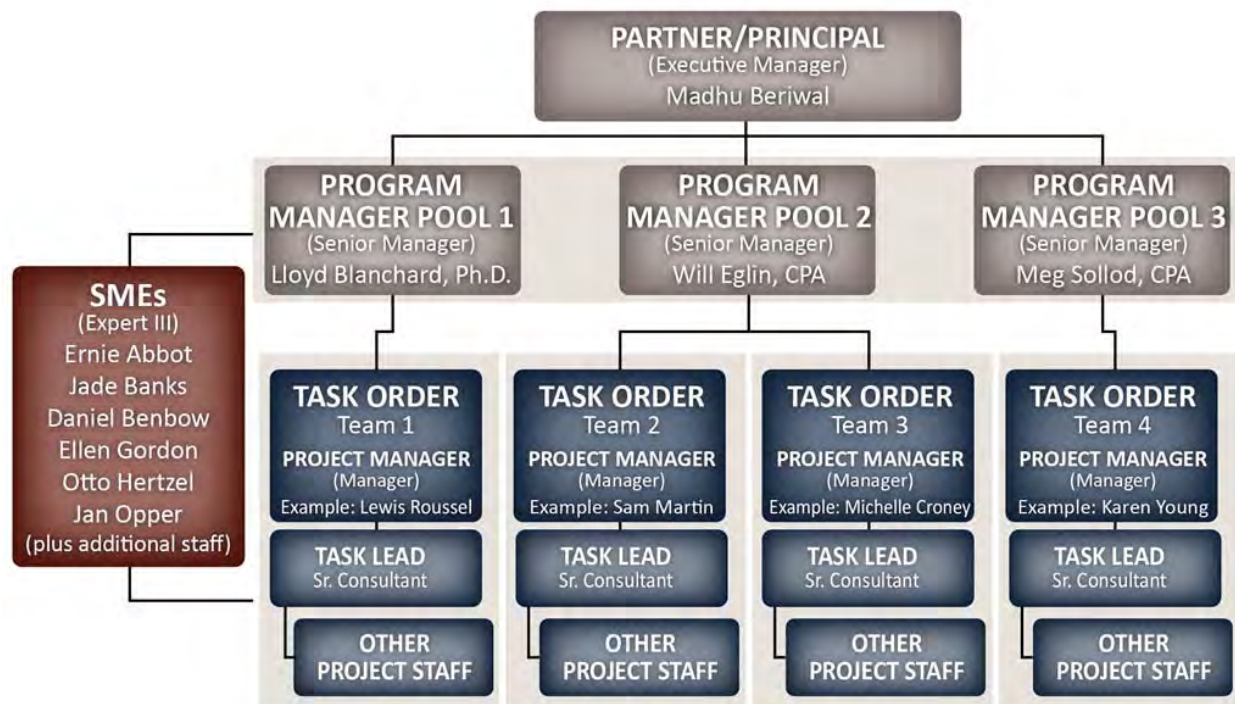 PARTNER/PRINCIPAL
(Executive Manager)
Madhu Beriwal
PROGRAM
MANAGER POOL 1
(Senior Manager)
Lloyd Blanchard, Ph.D.
PROGRAM
MANAGER POOL 2
(Senior Manager)
Will Eglin, CPA
PROGRAM
MANAGER POOL 3
(Senior Manager)
Meg Sollod, CPA
SMEs
(Expert III)
Ernie Abbot
Jade Banks
Daniel Benbow
Ellen Gordon
Otto Hertzel
Jan Opper
(plus additional staff)
TASK ORDER
Team 1
PROJECT MANAGER
(Manager)
Example: Lewis Roussel
TASK LEAD
Sr. Consultant
OTHER
PROJECT STAFF
TASK ORDER
Team 2
PROJECT MANAGER
(Manager)
Example: Sam Martin
TASK LEAD
Sr. Consultant
OTHER
PROJECT STAFF
TASK ORDER
Team 3
PROJECT MANAGER
(Manager)
Example: Michelle Croney
TASK LEAD
Sr. Consultant
OTHER
PROJECT STAFF
TASK ORDER
Team 4
PROJECT MANAGER
(Manager)
Example: Karen Young
TASK LEAD
Sr. Consultant
OTHER
PROJECT STAFF